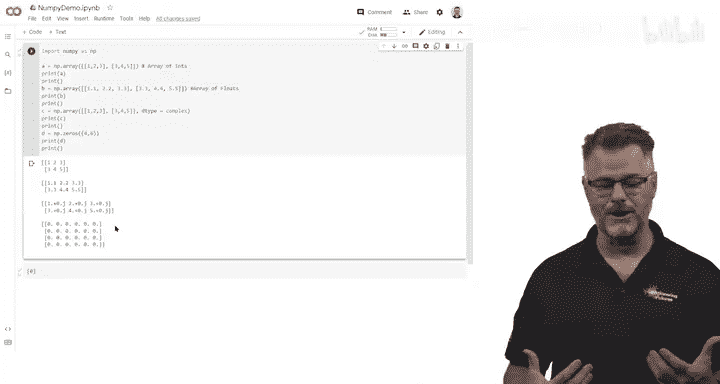 NumpyDemo.ipynb
File Edit View Insert Runtime Tools Help All changes saved
Comment Share
+ Code + Text
RAM
Disk
Editing
import numpy as np
a = np.array([[1,2,3], [3,4,5]]) # Array of ints
print(a)
print()
b = np.array([[1.1, 2.2, 3.3], [3.3, 4.4, 5.5]]) #Array of Floats
print(b)
print()
c = np.array([[1,2,3], [3,4,5]], dtype = complex)
print(c)
print()
d = np.zeros((4,6))
print(d)
print()
[[1 2 3]
[3 4 5]]
[[1.1 2.2 3.3]
[3.3 4.4 5.5]]
[[1.+0.j 2.+0.j 3.+0.j]
[3.+0.j 4.+0.j 5.+0.j]]
[[0. 0. 0. 0. 0. 0.]
[0. 0. 0. 0. 0. 0.]
[0. 0. 0. 0. 0. 0.]
[0. 0. 0. 0. 0. 0.]]
bilibili